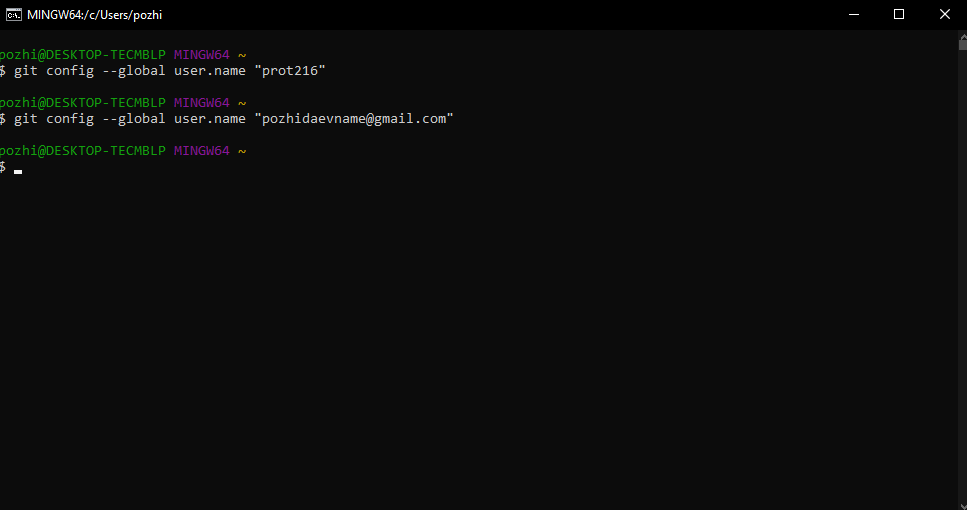 MINGW64:/c/Users/pozhi
pozhi@DESKTOP-TECMBLP MINGW64 ~
$ git config --global user.name "prot216"
pozhi@DESKTOP-TECMBLP MINGW64 ~
$ git config --global user.name "pozhidaevname@gmail.com"
pozhi@DESKTOP-TECMBLP MINGW64 ~
$